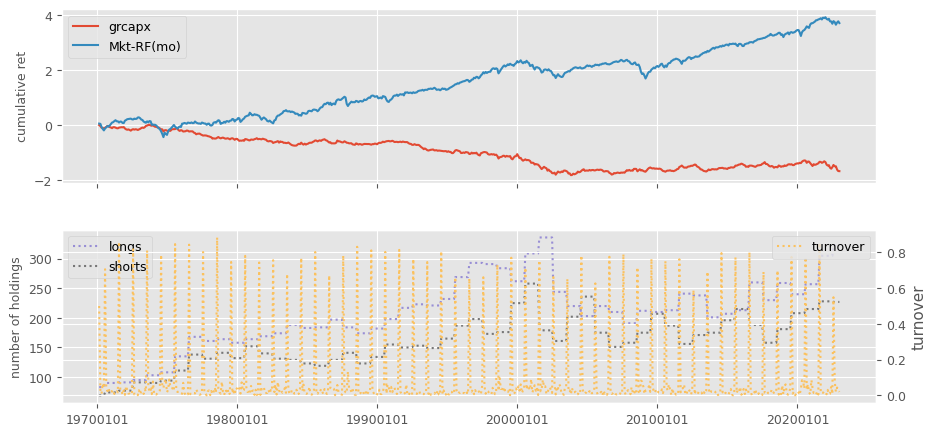 grcapx
Mkt-RF(mo)
cumulative ret
4
2
0
−2
longs
shorts
turnover
number of holdings
300
250
200
150
100
0.8
0.6
0.4
0.2
0.0
turnover
19700101
19800101
19900101
20000101
20100101
20200101